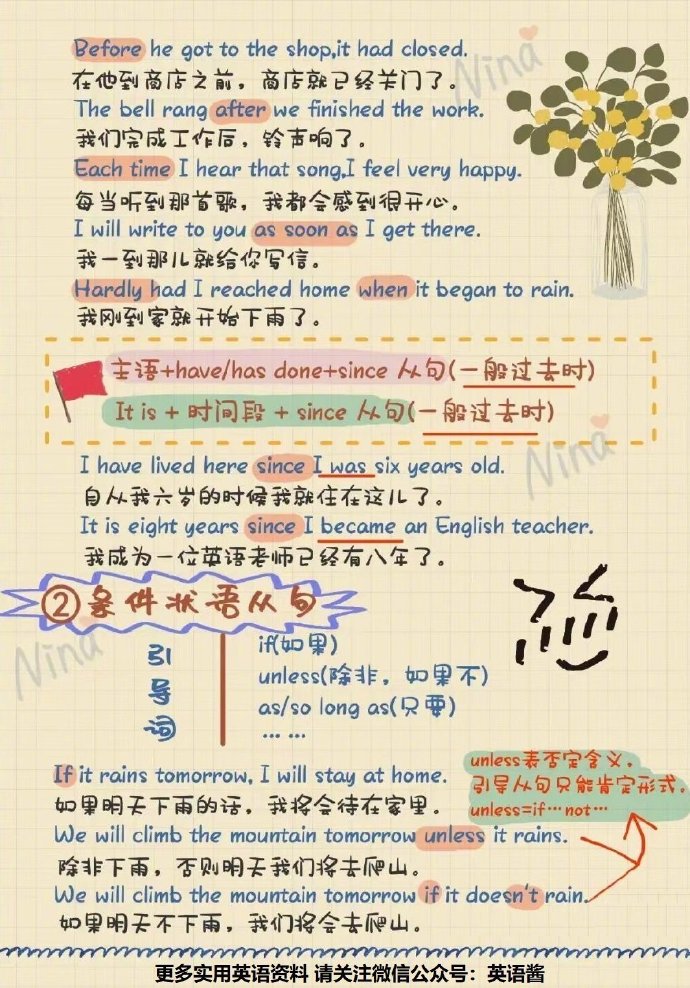 Before he got to the shop,it had closed.
在他到商店之前，商店就已经关门了。
The bell rang after we finished the work.
我们完成工作后，铃声响了。
Each time I hear that song,I feel very happy.
每当听到那首歌，我都会感到很开心。
I will write to you as soon as I get there.
我一到那儿就给你写信。
Hardly had I reached home when it began to rain.
我刚到家就开始下雨了。
主语+have/has done+since 从句(一般过去时)
It is + 时间段 + since 从句(一般过去时)
I have lived here since I was six years old.
自从我六岁的时候我就住在这儿了。
It is eight years since I became an English teacher.
我成为一位英语老师已经有八年了。
②条件状语从句
引导词
if(如果)
unless(除非，如果不)
as/so long as(只要)
… …
If it rains tomorrow, I will stay at home.
如果明天下雨的话，我将会待在家里。
We will climb the mountain tomorrow unless it rains.
除非下雨，否则明天我们将去爬山。
We will climb the mountain tomorrow if it doesn't rain.
如果明天不下雨，我们将会去爬山。
unless表否定含义，
引导从句只能肯定形式。
unless=if…not…
Nina
Nina
Nina
更多实用英语资料 请关注微信公众号：英语酱